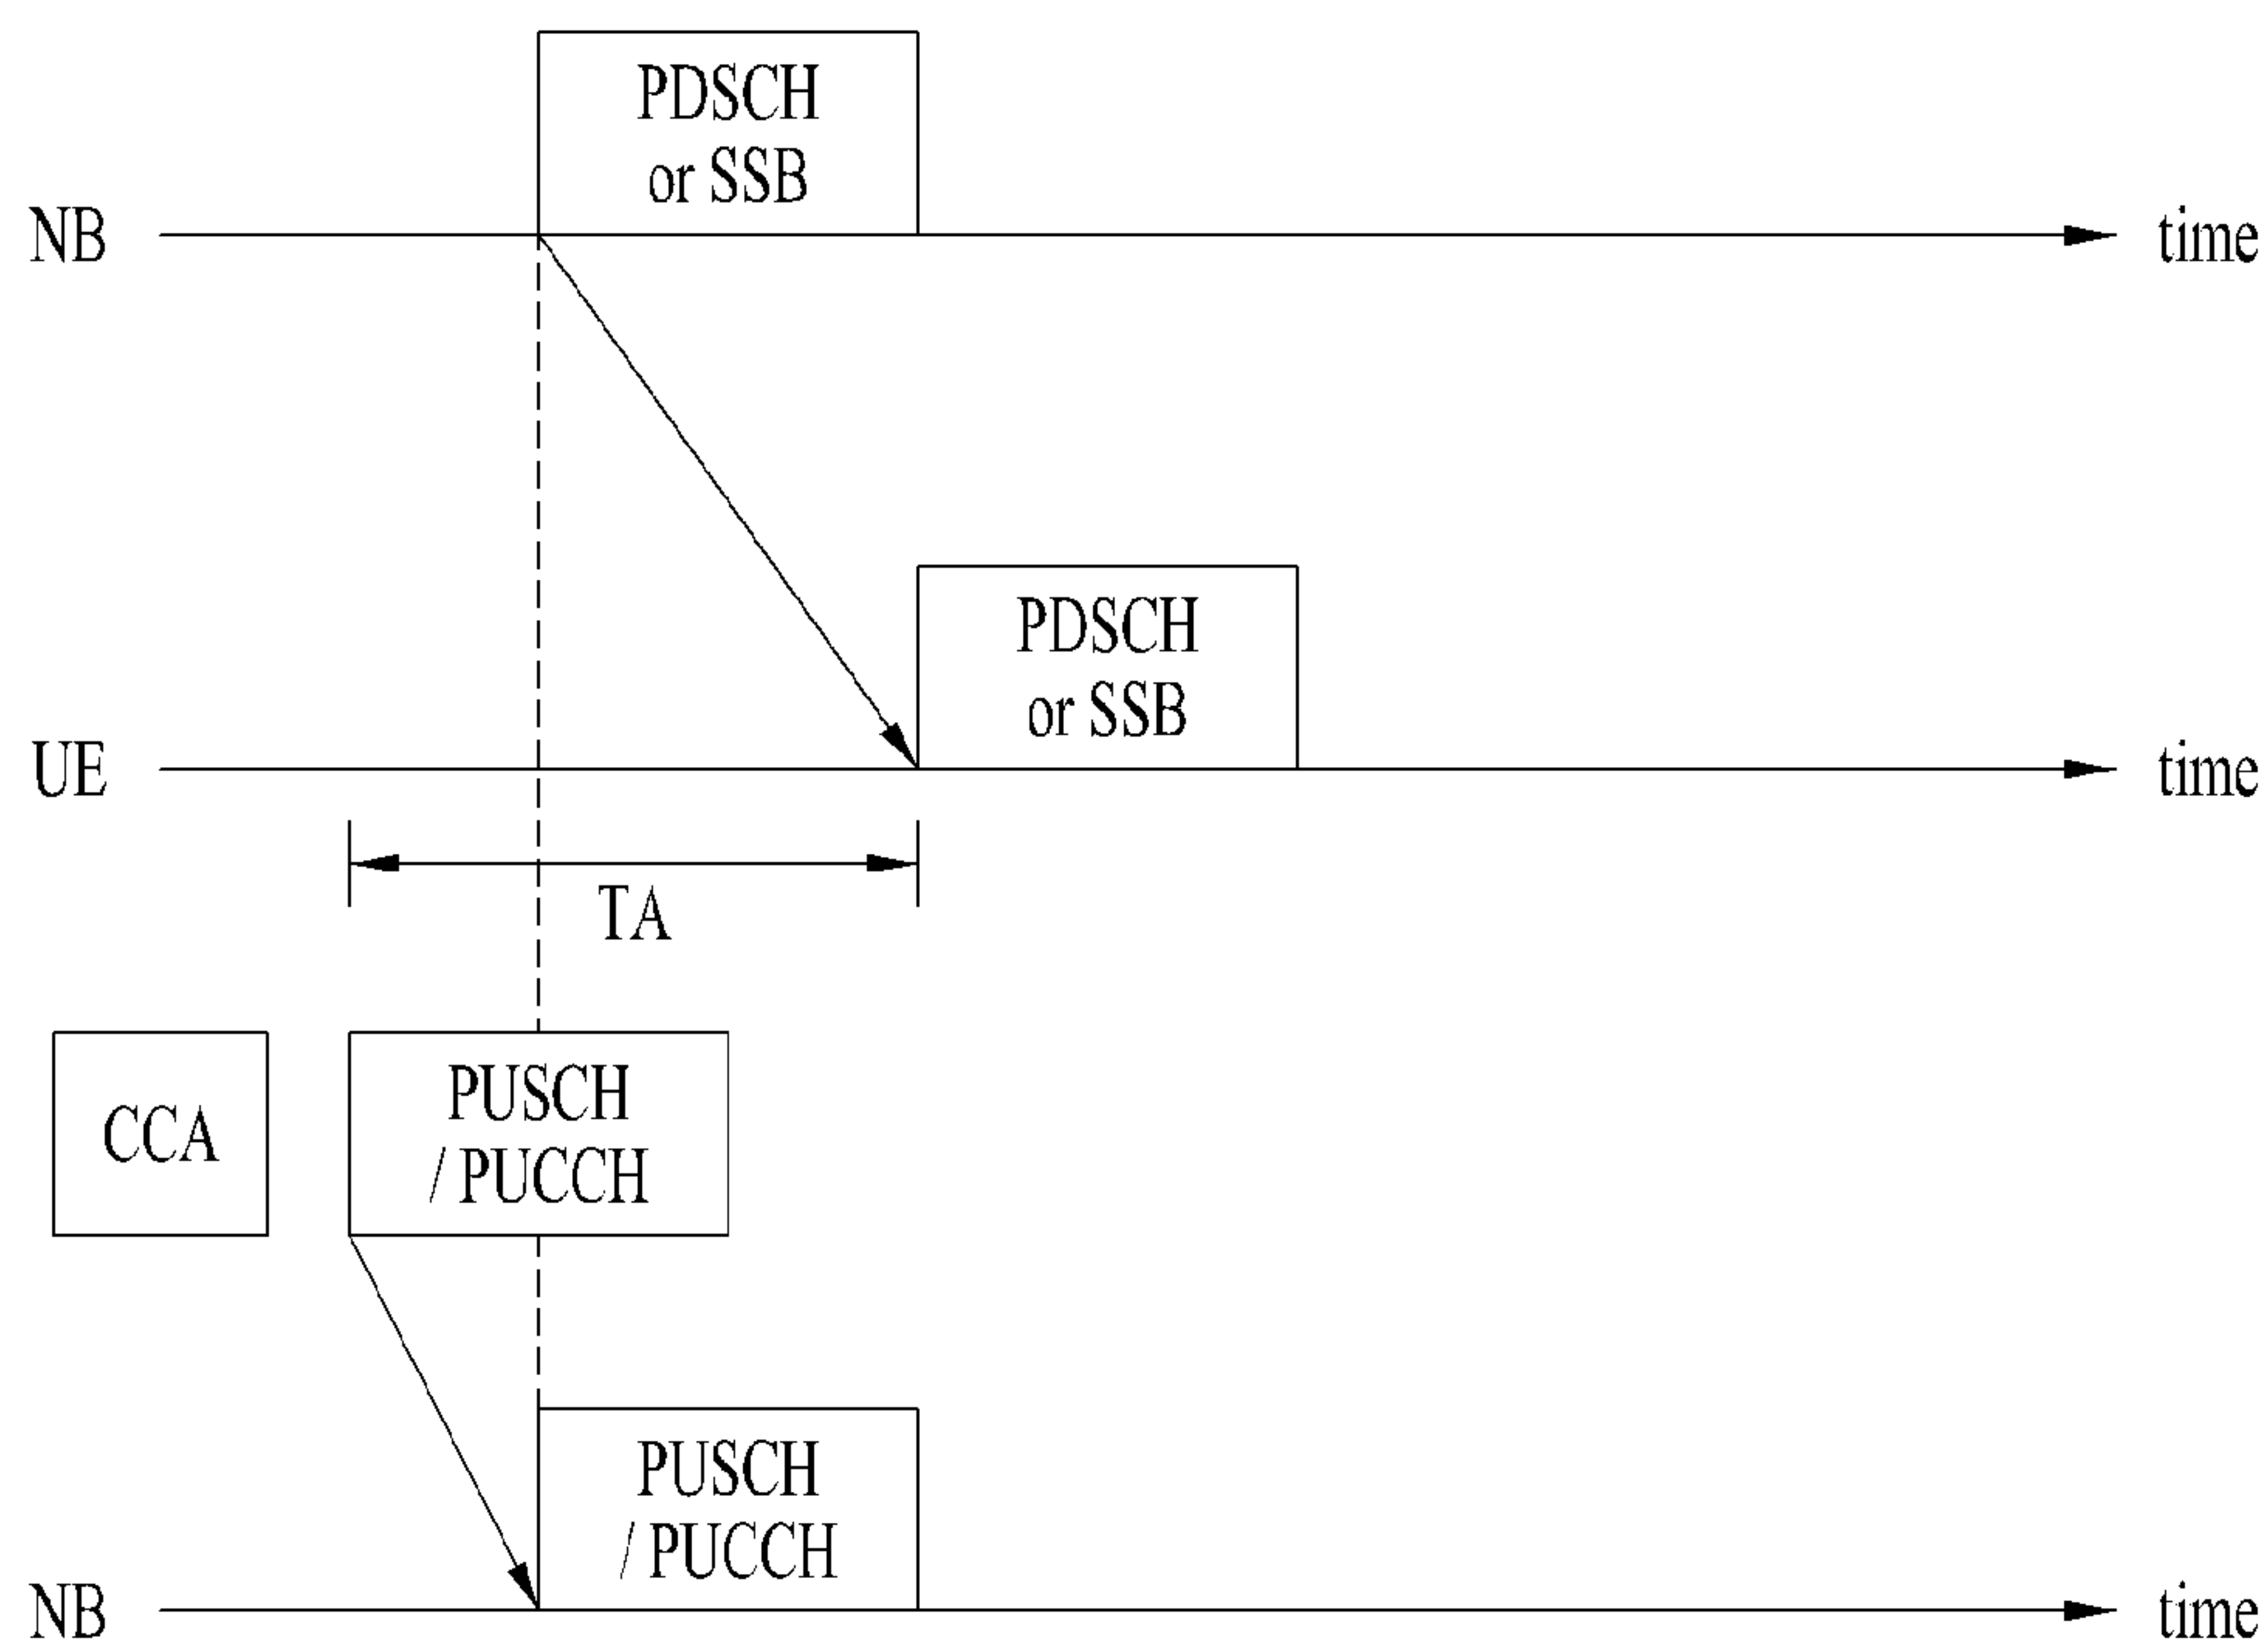 PDSCH
or SSB
NB
time
PDSCH
or SSB
UE
time
TA
CCA
PUSCH
/ PUCCH
PUSCH
/ PUCCH
NB
time